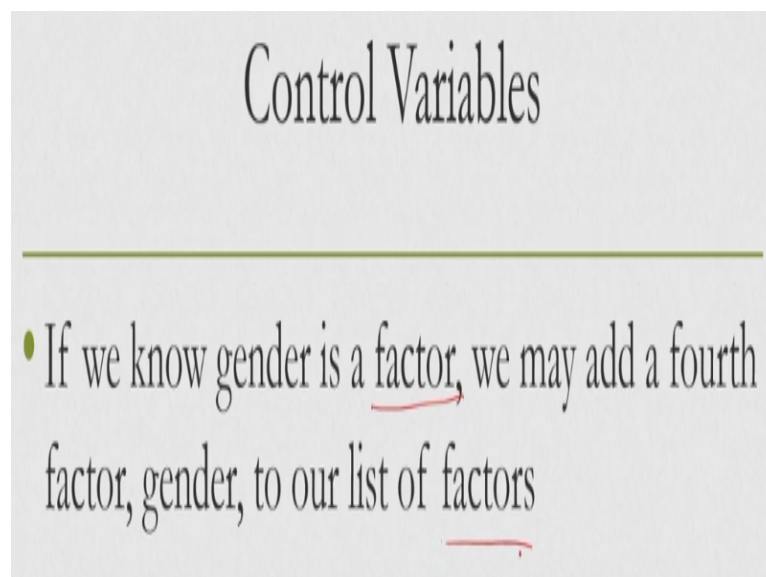 Control Variables
• If we know gender is a factor, we may add a fourth
factor, gender, to our list of factors